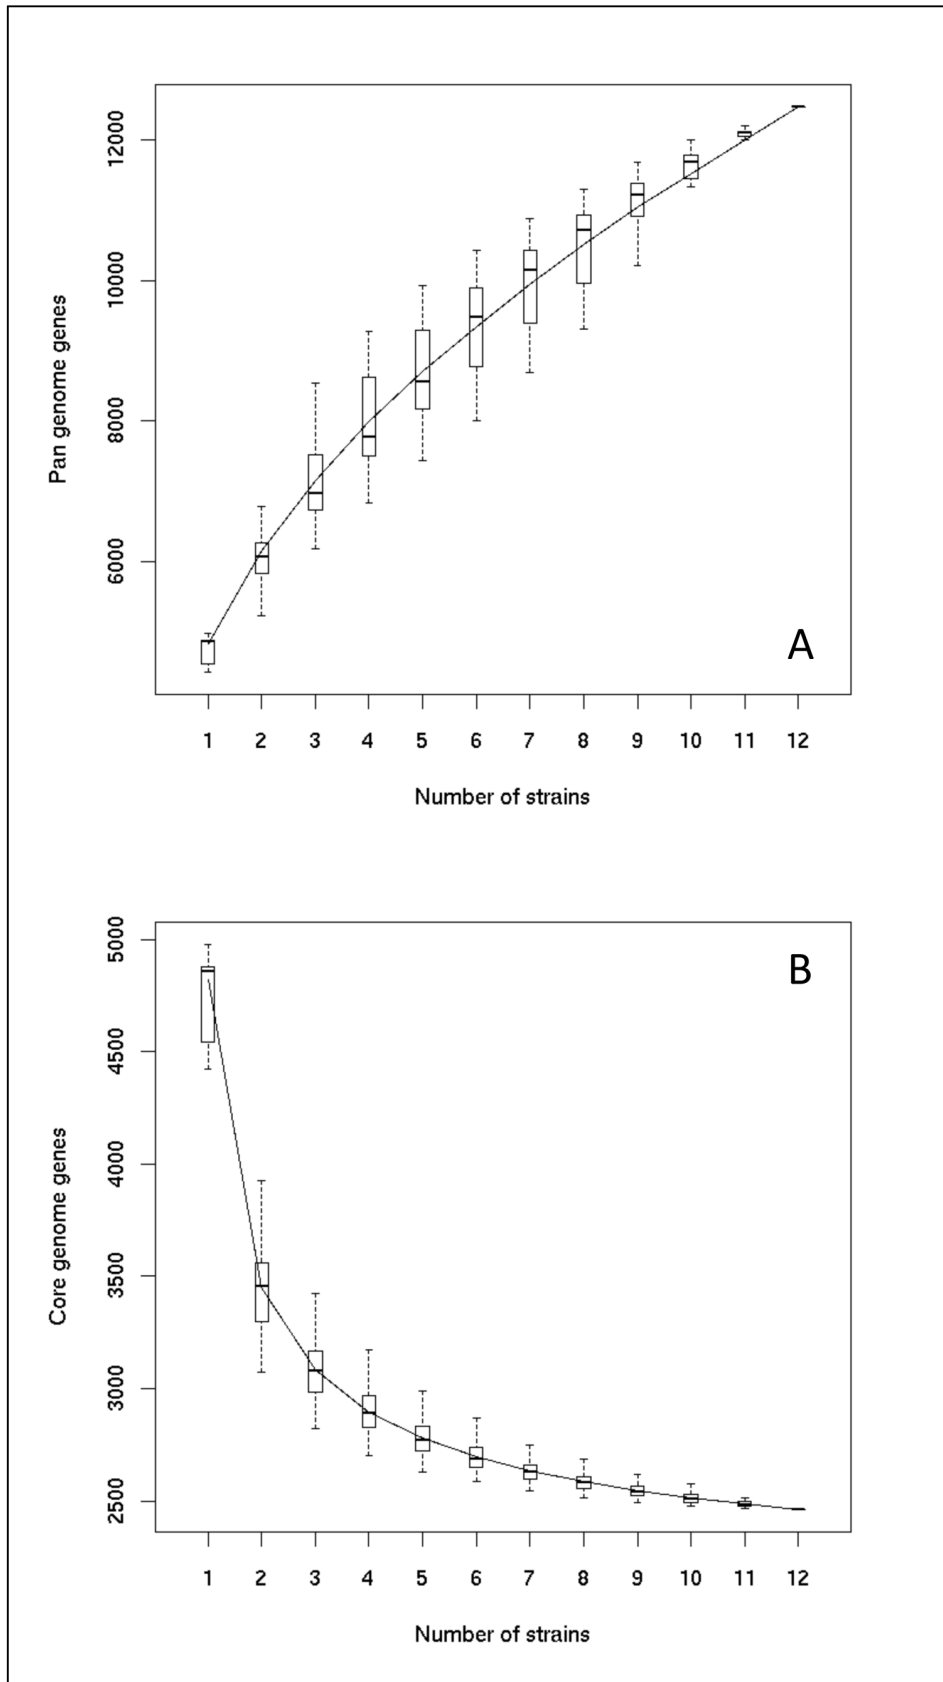 12000
10000
8000
6000
Pan genome genes
A
1 2 3 4 5 6 7 8 9 10 11 12
Number of strains
5000
4500
4000
3500
3000
2500
Core genome genes
B
1 2 3 4 5 6 7 8 9 10 11 12
Number of strains